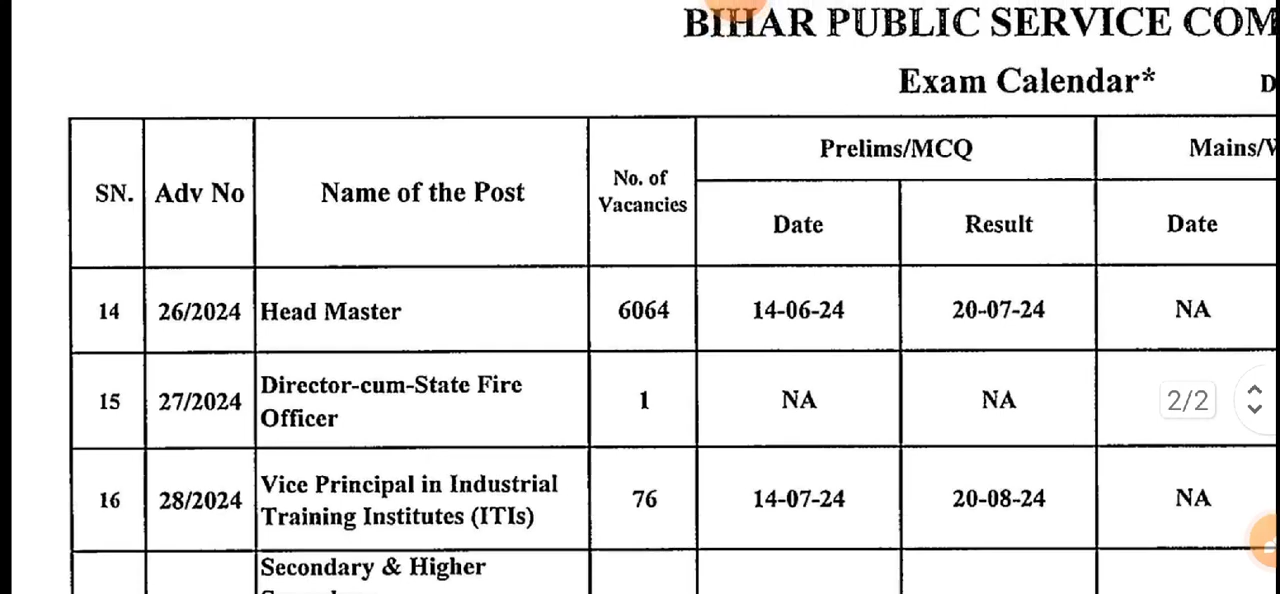 BIHAR PUBLIC SERVICE COM
Exam Calendar*
D
SN.
Adv No
Name of the Post
No. of
Vacancies
Prelims/MCQ
Mains/
Date
Result
Date
14
26/2024
Head Master
6064
14-06-24
20-07-24
NA
15
27/2024
Director-cum-State Fire
Officer
1
NA
NA
2/2
16
28/2024
Vice Principal in Industrial
Training Institutes (ITIs)
76
14-07-24
20-08-24
NA
Secondary & Higher